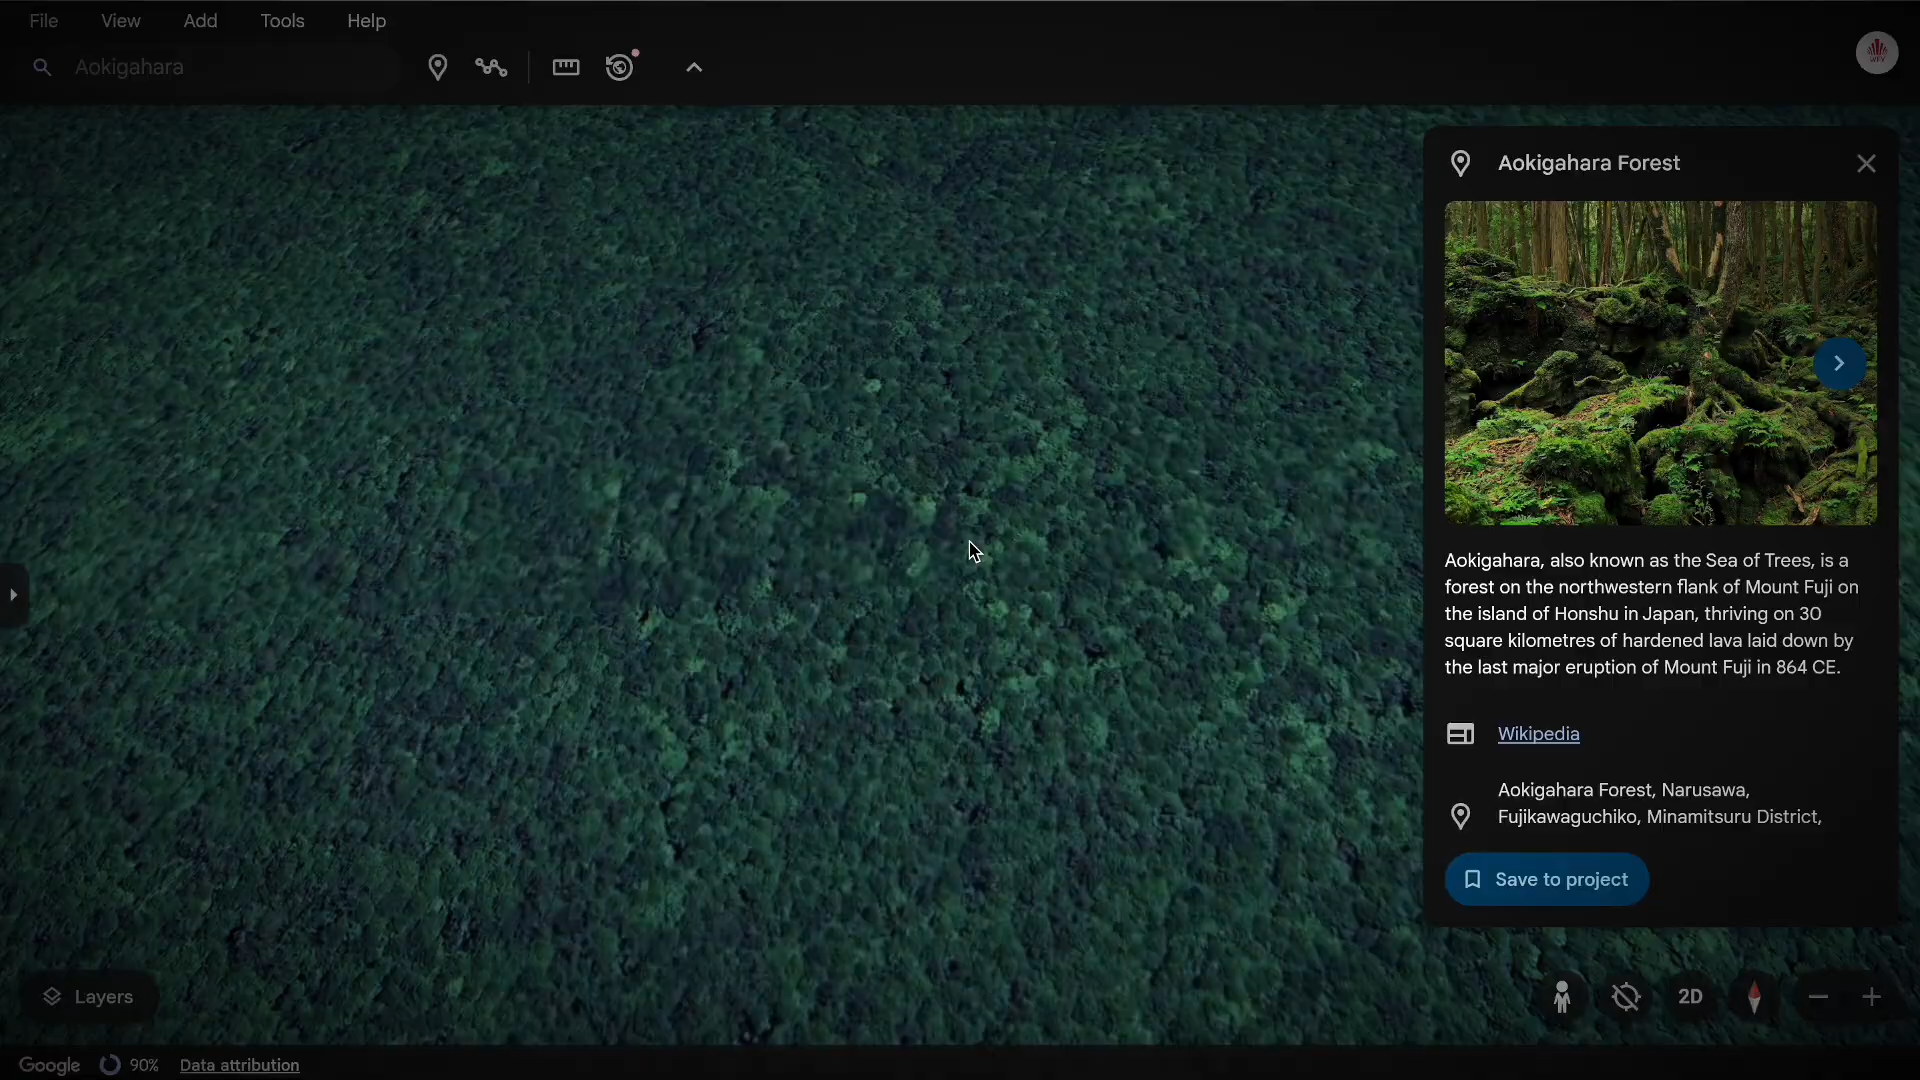 File View Add Tools Help
Aokigahara
WFV
Aokigahara Forest
Aokigahara, also known as the Sea of Trees, is a
forest on the northwestern flank of Mount Fuji on
the island of Honshu in Japan, thriving on 30
square kilometres of hardened lava laid down by
the last major eruption of Mount Fuji in 864 CE.
Wikipedia
Aokigahara Forest, Narusawa,
Fujikawaguchiko, Minamitsuru District,
Save to project
Layers
2D
Google 90% Data attribution